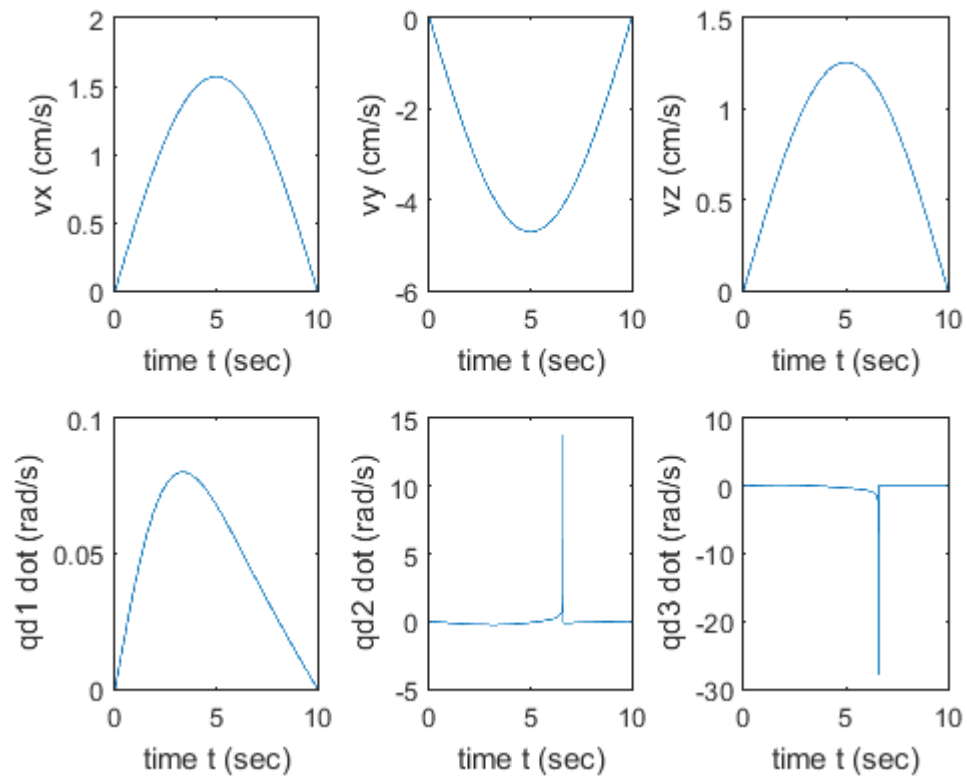 2
1.5
1
0.5
0
vx (cm/s)
0 5 10
time t (sec)
0
-2
-4
-6
vy (cm/s)
0 5 10
time t (sec)
1.5
1
0.5
0
vz (cm/s)
0 5 10
time t (sec)
0.1
0.05
0
qd1 dot (rad/s)
0 5 10
time t (sec)
15
10
5
0
-5
qd2 dot (rad/s)
0 5 10
time t (sec)
10
0
-10
-20
-30
qd3 dot (rad/s)
0 5 10
time t (sec)